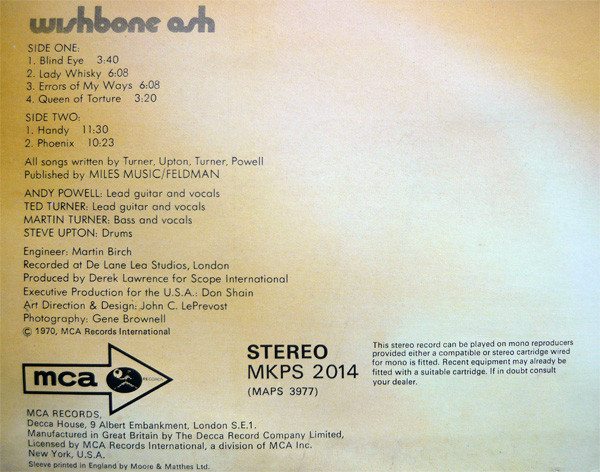 wishbone ash
SIDE ONE:
1. Blind Eye 3:40
2. Lady Whisky 6:08
3. Errors of My Ways 6:08
4. Queen of Torture 3:20
SIDE TWO:
1. Handy 11:30
2. Phoenix 10:23
All songs written by Turner, Upton, Turner, Powell
Published by MILES MUSIC/FELDMAN
ANDY POWELL: Lead guitar and vocals
TED TURNER: Lead guitar and vocals
MARTIN TURNER: Bass and vocals
STEVE UPTON: Drums
Engineer: Martin Birch
Recorded at De Lane Lea Studios, London
Produced by Derek Lawrence for Scope International
Executive Production for the U.S.A.: Don Shain
Art Direction & Design: John C. LePrevost
Photography: Gene Brownell
© 1970, MCA Records International
mca RECORDS
STEREO
MKPS 2014
(MAPS 3977)
This stereo record can be played on mono reproducers
provided either a compatible or stereo cartridge wired
for mono is fitted. Recent equipment may already be
fitted with a suitable cartridge. If in doubt consult
your dealer.
MCA RECORDS,
Decca House, 9 Albert Embankment, London S.E.1.
Manufactured in Great Britain by The Decca Record Company Limited,
Licensed by MCA Records International, a division of MCA Inc.
New York, U.S.A.
Sleeve printed in England by Moore & Matthes Ltd.